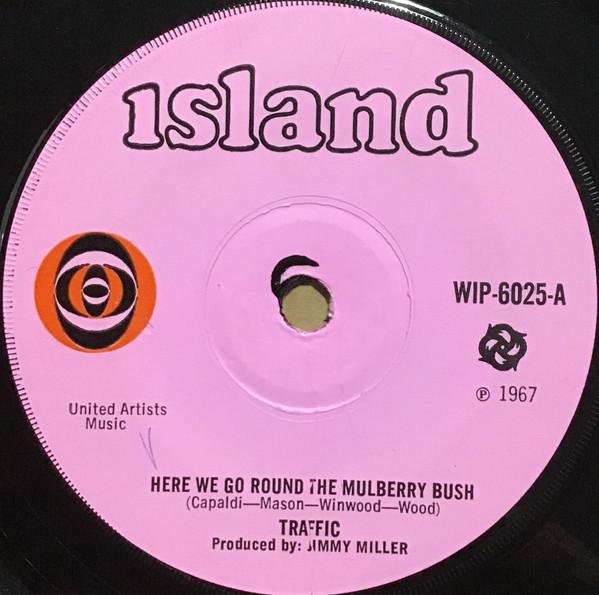 island
WIP-6025-A
℗ 1967
United Artists
Music
HERE WE GO ROUND THE MULBERRY BUSH
(Capaldi—Mason—Winwood—Wood)
TRAFFIC
Produced by: JIMMY MILLER